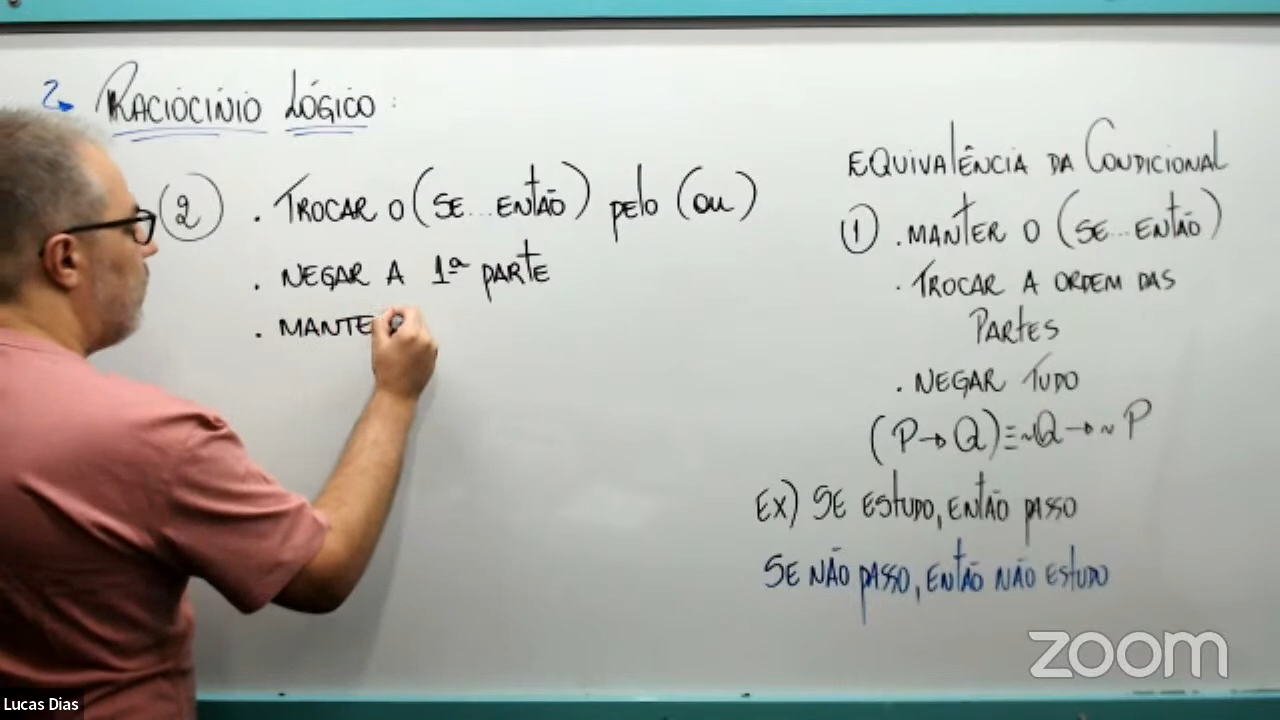 RACIOCÍNIO LÓGICO:
(2) . TROCAR O (SE...ENTÃO) pelo (ou)
. NEGAR A 1ª PARTE
. MANTE
EQUIVALÊNCIA DA CONDICIONAL
(1) . MANTER O (SE...ENTÃO)
. TROCAR A ORDEM DAS
PARTES
. NEGAR TUDO
(P→Q)≡~Q→~P
EX) SE ESTUDO, ENTÃO PASSO
SE NÃO PASSO, ENTÃO NÃO ESTUDO
zoom
Lucas Dias